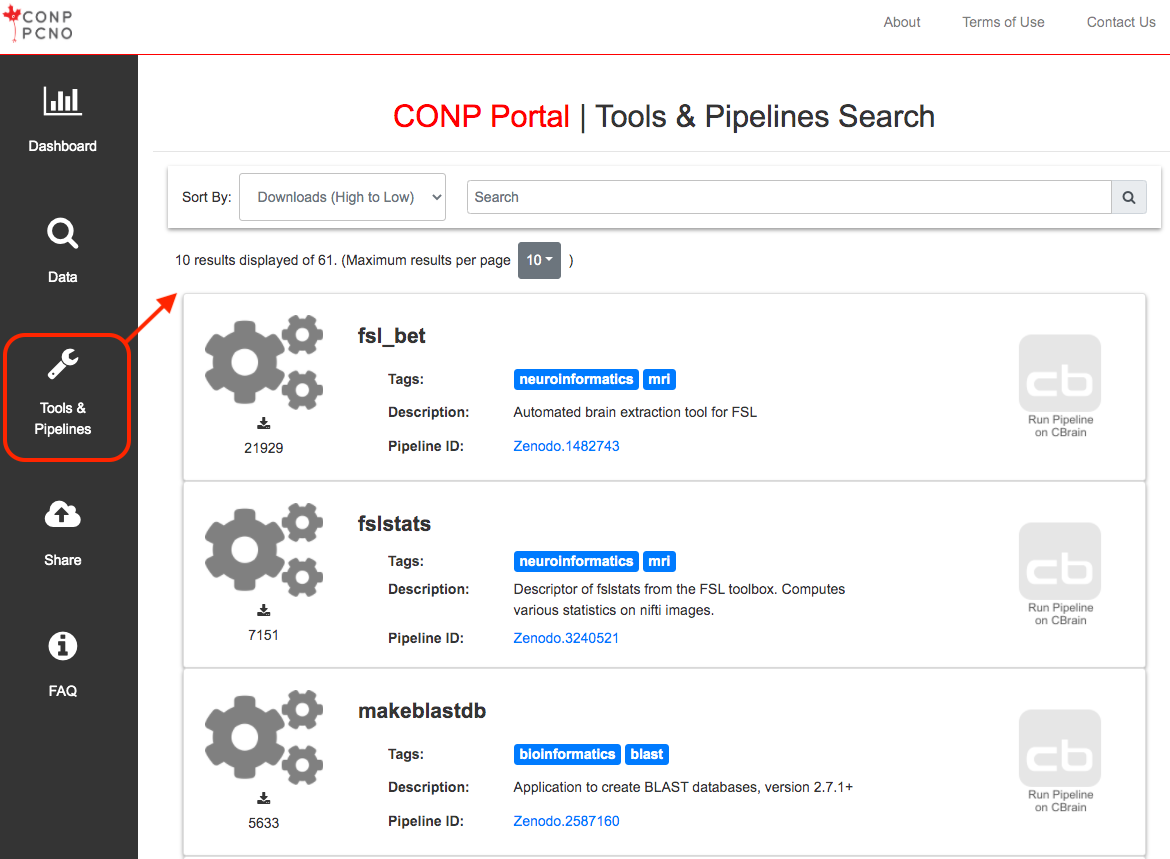 CONP
PCNO
About
Terms of Use
Contact Us
Dashboard
Data
Tools &
Pipelines
Share
FAQ
CONP Portal | Tools & Pipelines Search
Sort By:
Downloads (High to Low)
Search
10 results displayed of 61. (Maximum results per page 10 )
fsl_bet
Tags: neuroinformatics mri
Description: Automated brain extraction tool for FSL
Pipeline ID: Zenodo.1482743
21929
cb
Run Pipeline
on CBrain
fslstats
Tags: neuroinformatics mri
Description: Descriptor of fslstats from the FSL toolbox. Computes
various statistics on nifti images.
Pipeline ID: Zenodo.3240521
7151
cb
Run Pipeline
on CBrain
makeblastdb
Tags: bioinformatics blast
Description: Application to create BLAST databases, version 2.7.1+
Pipeline ID: Zenodo.2587160
5633
cb
Run Pipeline
on CBrain